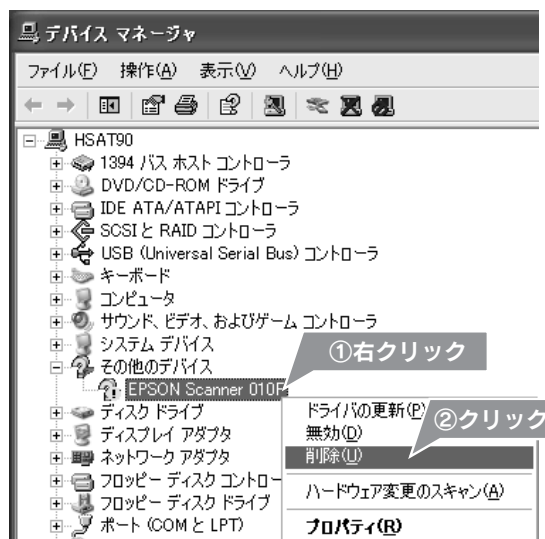 デバイス マネージャ
ファイル(F) 操作(A) 表示(V) ヘルプ(H)
HSAT90
1394 バス ホスト コントローラ
DVD/CD-ROM ドライブ
IDE ATA/ATAPI コントローラ
SCSI と RAID コントローラ
USB (Universal Serial Bus) コントローラ
キーボード
コンピュータ
サウンド、ビデオ、およびゲーム コントローラ
システム デバイス
①右クリック
その他のデバイス
EPSON Scanner 010F
ディスク ドライブ
ドライバの更新(P)
②クリック
ディスプレイ アダプタ
無効(D)
ネットワーク アダプタ
削除(U)
フロッピー ディスク コントロー
ハードウェア変更のスキャン(A)
フロッピー ディスク ドライブ
ポート (COM と LPT)
プロパティ(R)